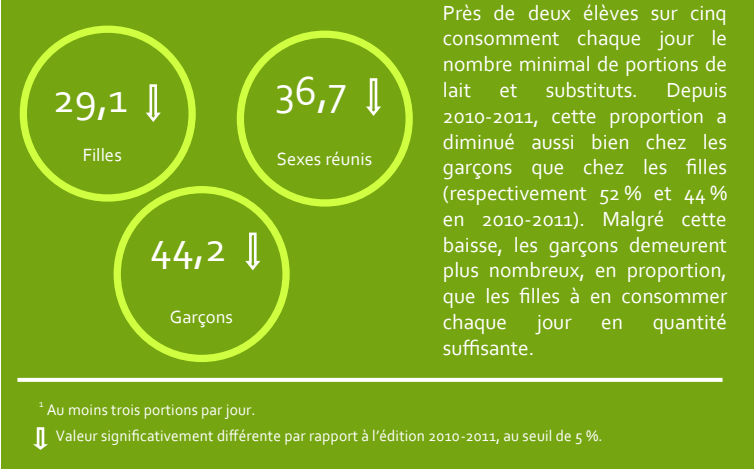 29,1 ⇩
Filles
36,7 ⇩
Sexes réunis
44,2 ⇩
Garçons
Près de deux élèves sur cinq
consomment chaque jour le
nombre minimal de portions de
lait et substituts. Depuis
2010-2011, cette proportion a
diminué aussi bien chez les
garçons que chez les filles
(respectivement 52 % et 44 %
en 2010-2011). Malgré cette
baisse, les garçons demeurent
plus nombreux, en proportion,
que les filles à en consommer
chaque jour en quantité
suffisante.
¹ Au moins trois portions par jour.
⇩ Valeur significativement différente par rapport à l’édition 2010-2011, au seuil de 5 %.